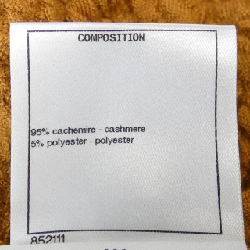 COMPOSITION
95% cachemire - cashmere
5% polyester - polyester
852111